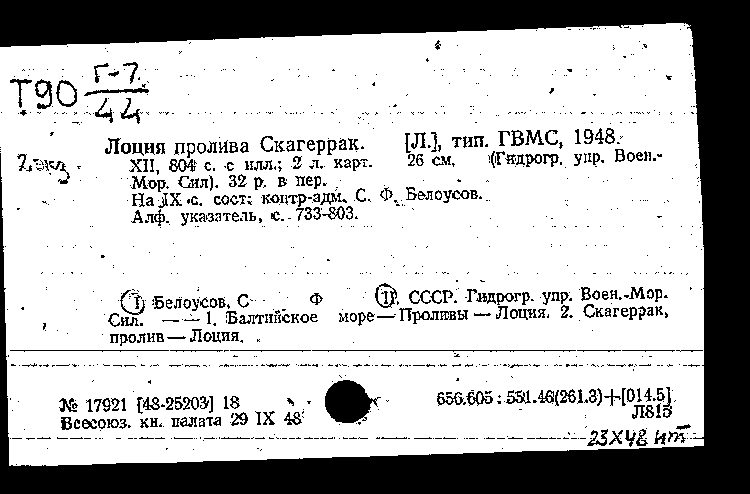 Т90 Г-7
44
Лоция пролива Скагеррак. [Л.], тип. ГВМС, 1948.
2 экз
XII, 804 с. с илл.; 2 л. карт. 26 см. (Гидрогр. упр. Воен.-
Мор. Сил). 32 р. в пер.
На IX с. сост: контр-адм. С. Ф. Белоусов.
Алф. указатель, с. 733-803.
I. Белоусов, С Ф II. СССР. Гидрогр. упр. Воен.-Мор.
Сил. — — 1. Балтийское море — Проливы — Лоция. 2. Скагеррак,
пролив — Лоция.
№ 17921 [48-25203] 18 656.605 : 551.46(261.3)+[014.5]
Л815
Всесоюз. кн. палата 29 IX 48
23 X 48